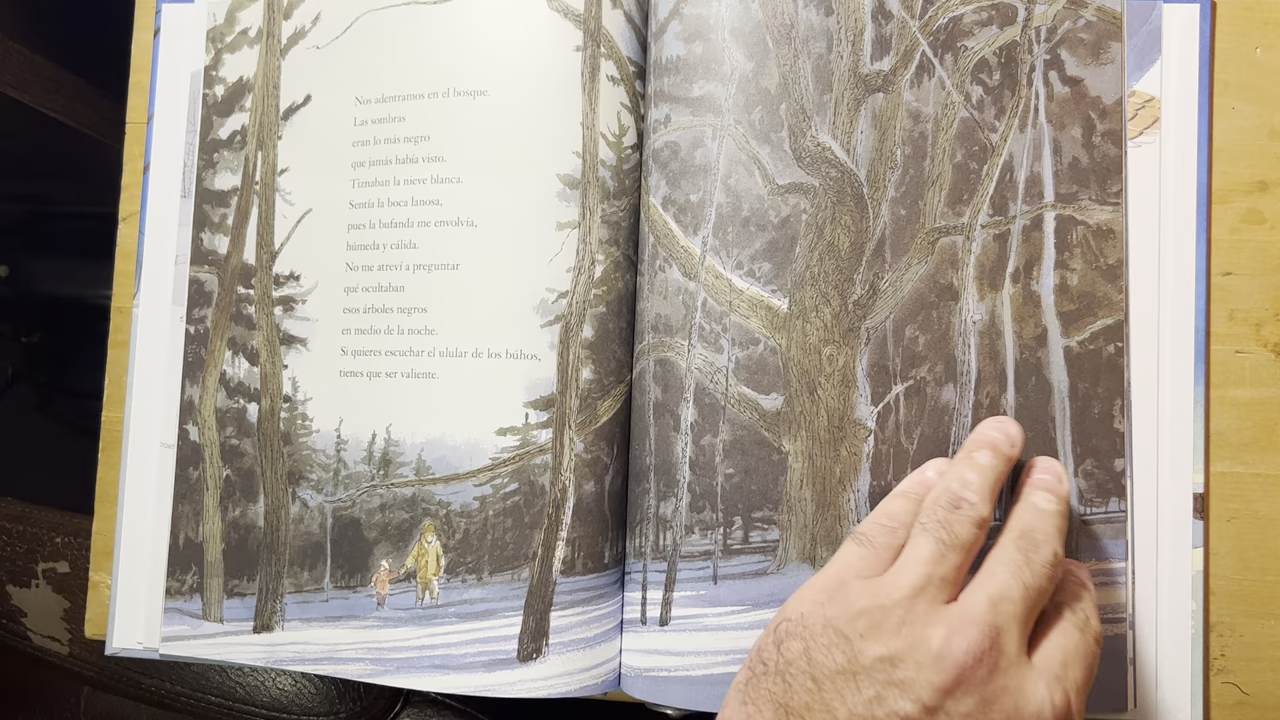 Nos adentramos en el bosque.
Las sombras
eran lo más negro
que jamás había visto.
Tiznaban la nieve blanca.
Sentía la boca lanosa,
pues la bufanda me envolvía,
húmeda y cálida.
No me atreví a preguntar
qué ocultaban
esos árboles negros
en medio de la noche.
Si quieres escuchar el ulular de los búhos,
tienes que ser valiente.